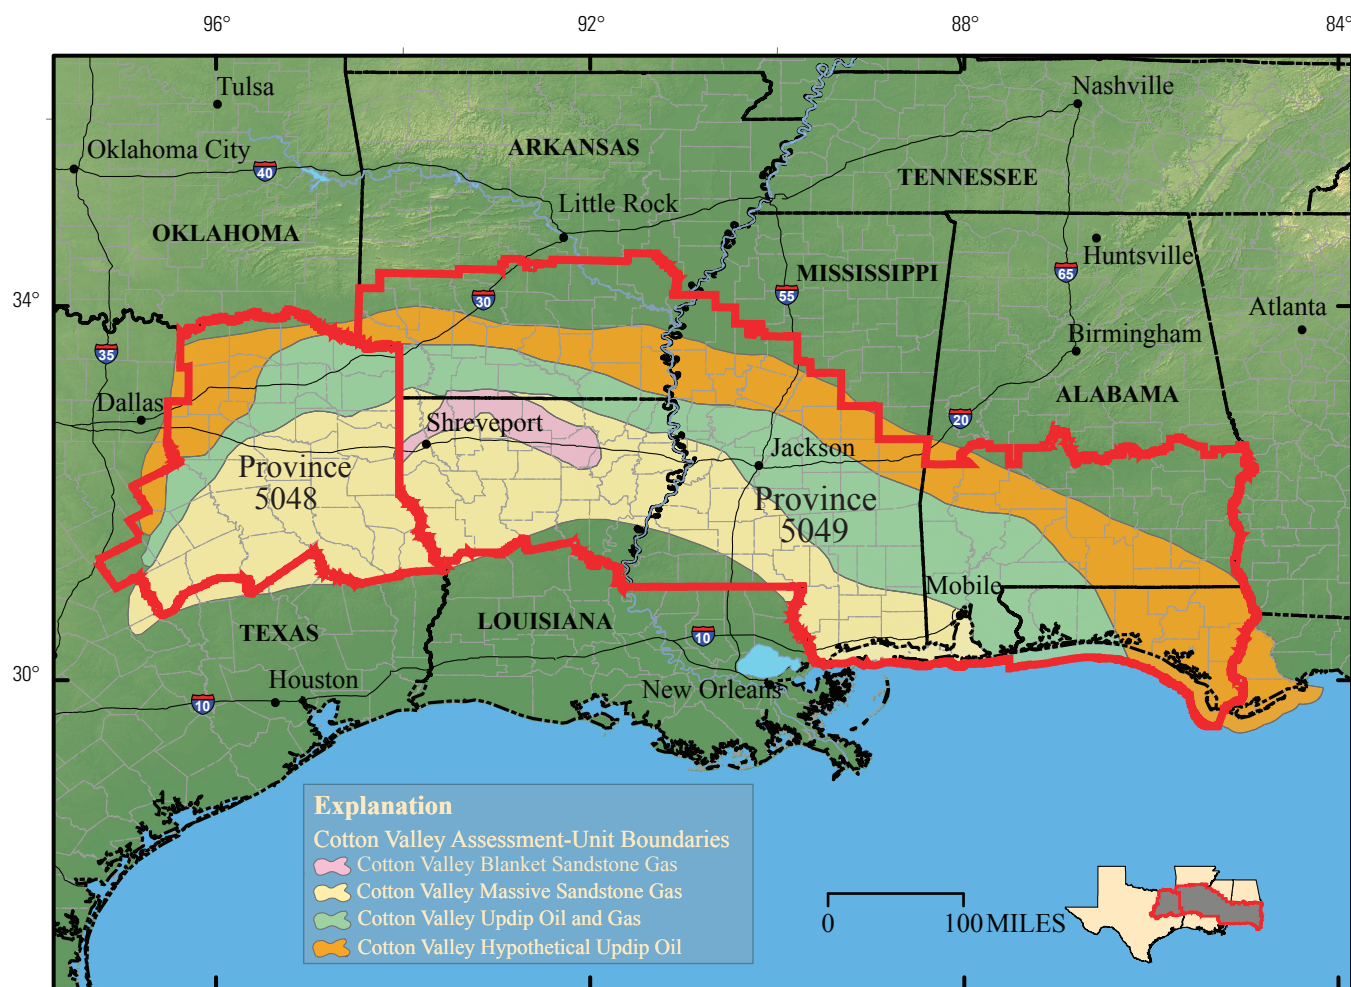 96°
92°
88°
84°
Tulsa
Nashville
Oklahoma City
ARKANSAS
40
TENNESSEE
Little Rock
OKLAHOMA
Huntsville
MISSISSIPPI
65
30
55
34°
Atlanta
Birmingham
35
ALABAMA
Dallas
20
Shreveport
Jackson
Province
5048
Province
5049
Mobile
LOUISIANA
TEXAS
10
30°
Houston
New Orleans
10
Explanation
Cotton Valley Assessment-Unit Boundaries
Cotton Valley Blanket Sandstone Gas
Cotton Valley Massive Sandstone Gas
Cotton Valley Updip Oil and Gas
Cotton Valley Hypothetical Updip Oil
0 100 MILES